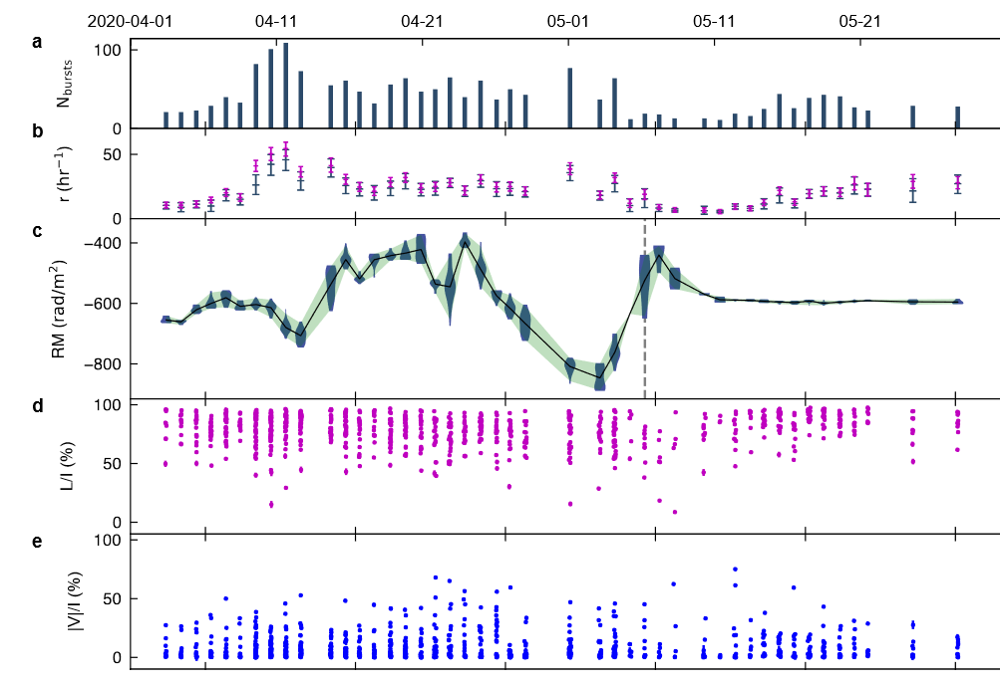 2020-04-01 04-11 04-21 05-01 05-11 05-21
a
100
N_bursts
0
b
50
r (hr⁻¹)
0
c
−400
−600
−800
RM (rad/m²)
d
100
50
0
L/I (%)
e
100
50
0
|V|/I (%)